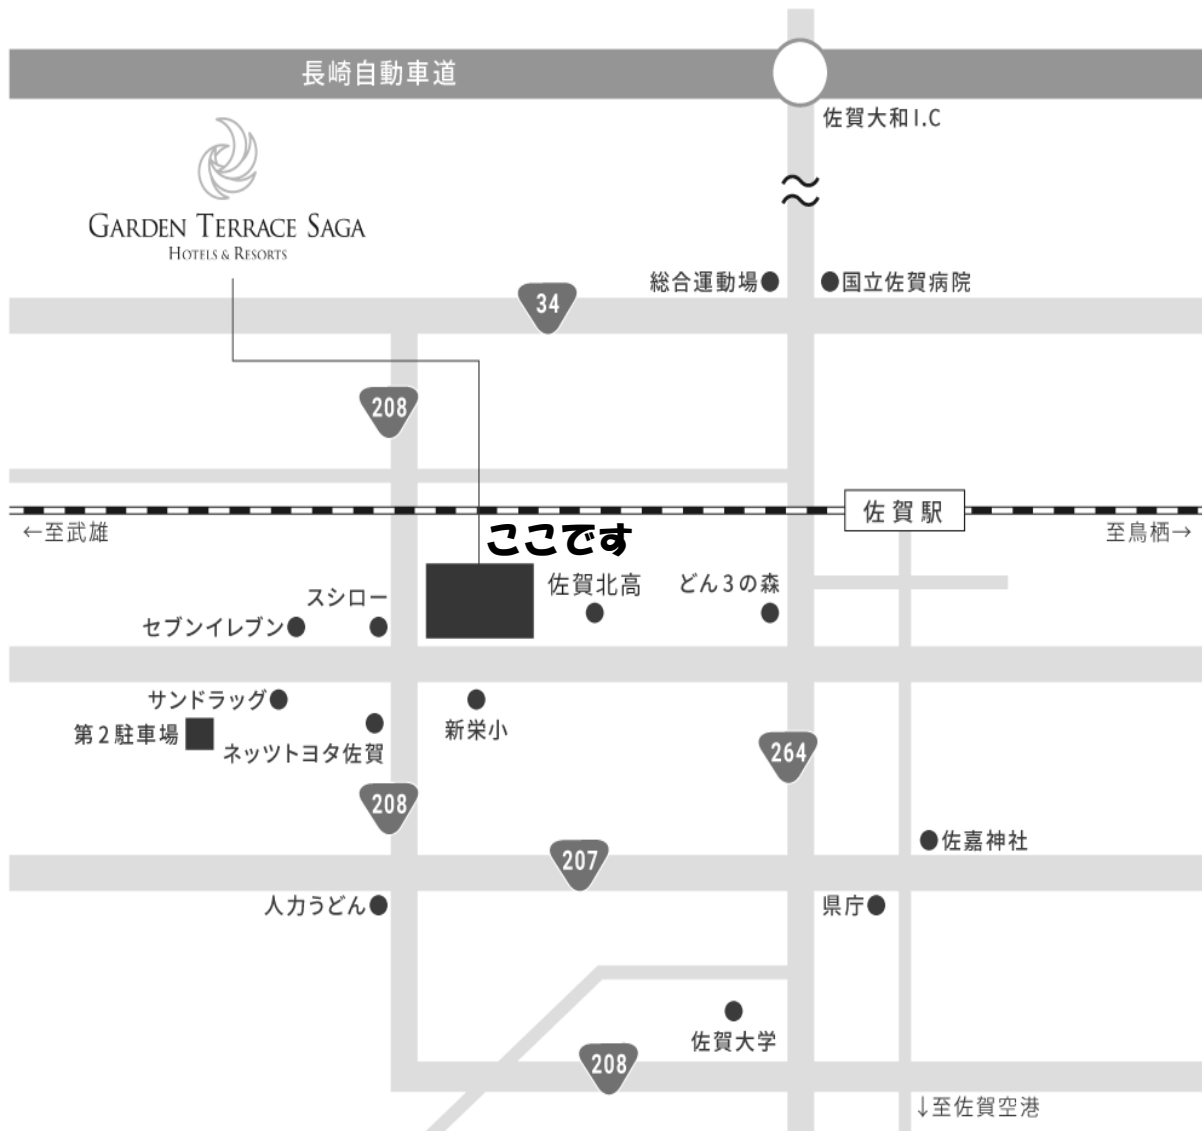 長崎自動車道
佐賀大和I.C
GARDEN TERRACE SAGA
HOTELS & RESORTS
総合運動場
国立佐賀病院
34
208
佐賀駅
←至武雄
至鳥栖→
ここです
佐賀北高
どん3の森
スシロー
セブンイレブン
サンドラッグ
第2駐車場
ネッツトヨタ佐賀
新栄小
264
208
佐嘉神社
207
人力うどん
県庁
佐賀大学
208
↓至佐賀空港